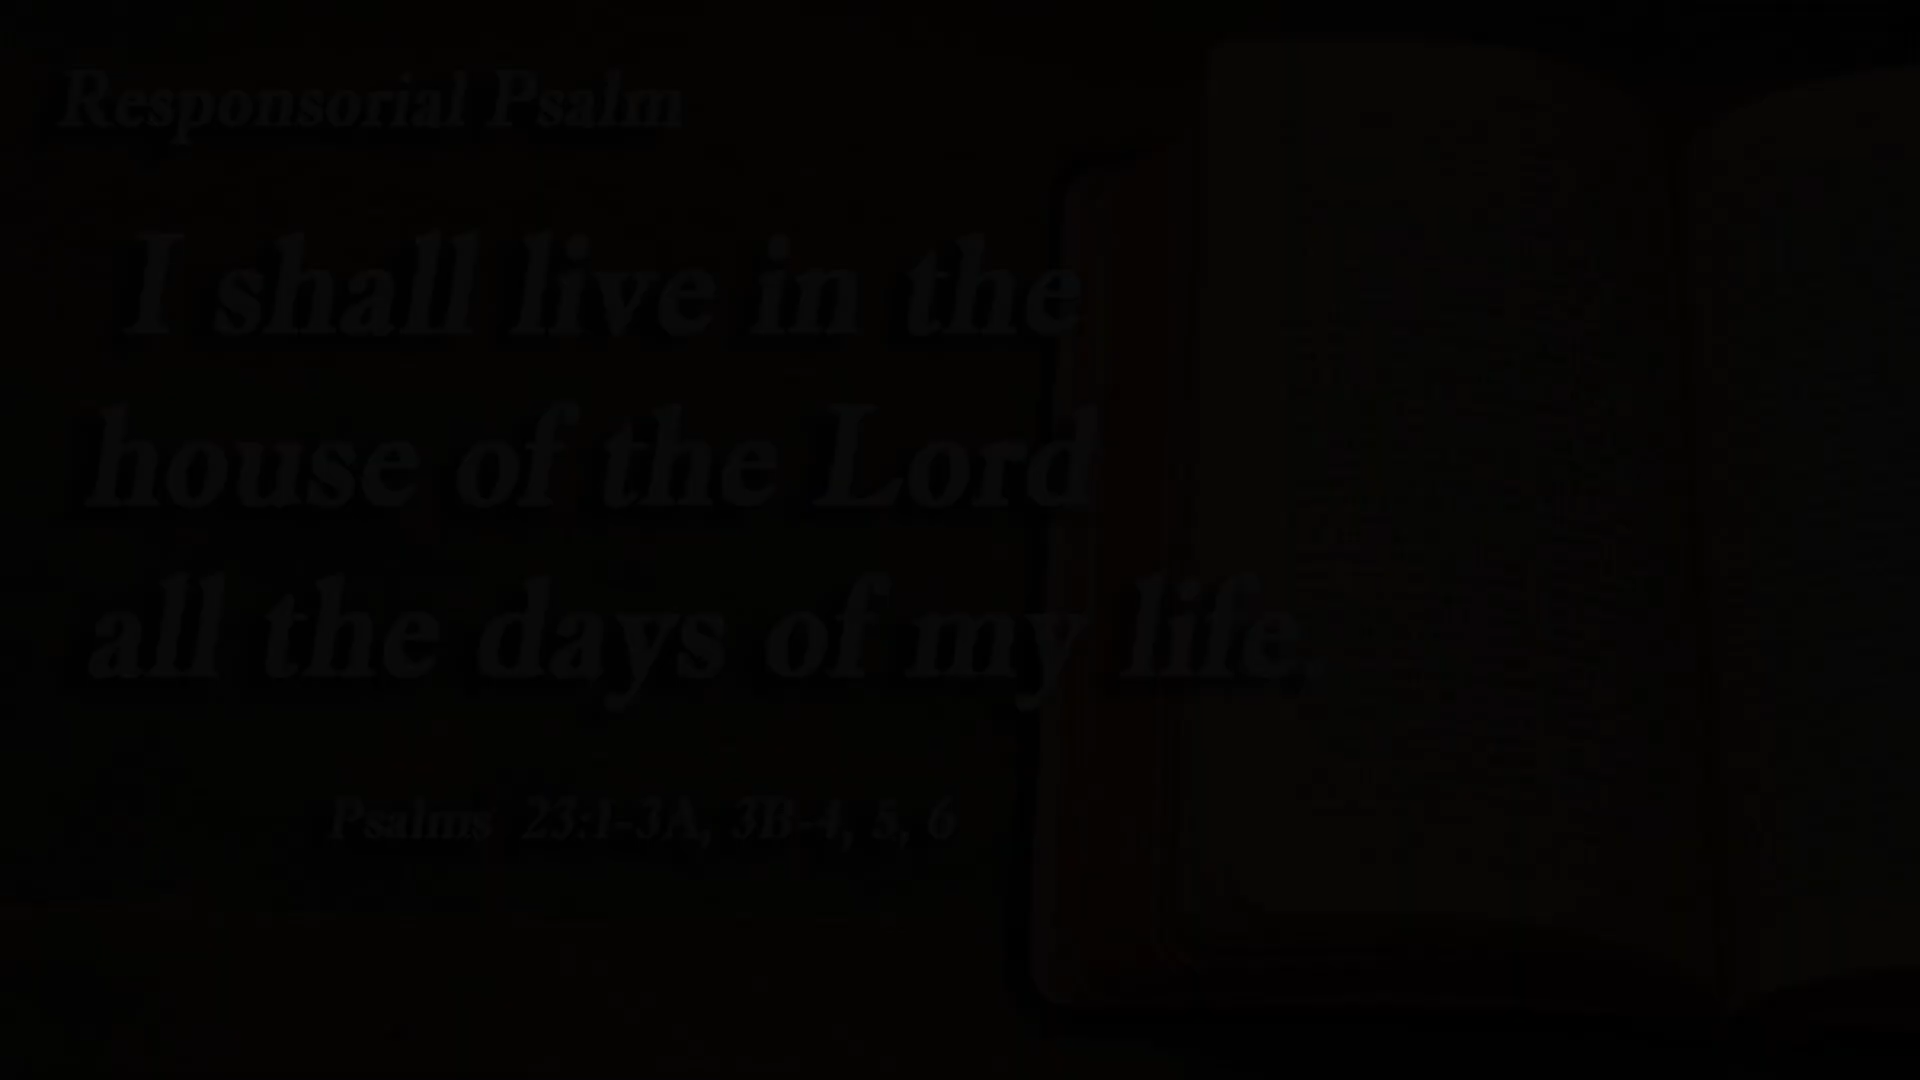 Responsorial Psalm
I shall live in the
house of the Lord
all the days of my life.
Psalms 23:1-3A, 3B-4, 5, 6